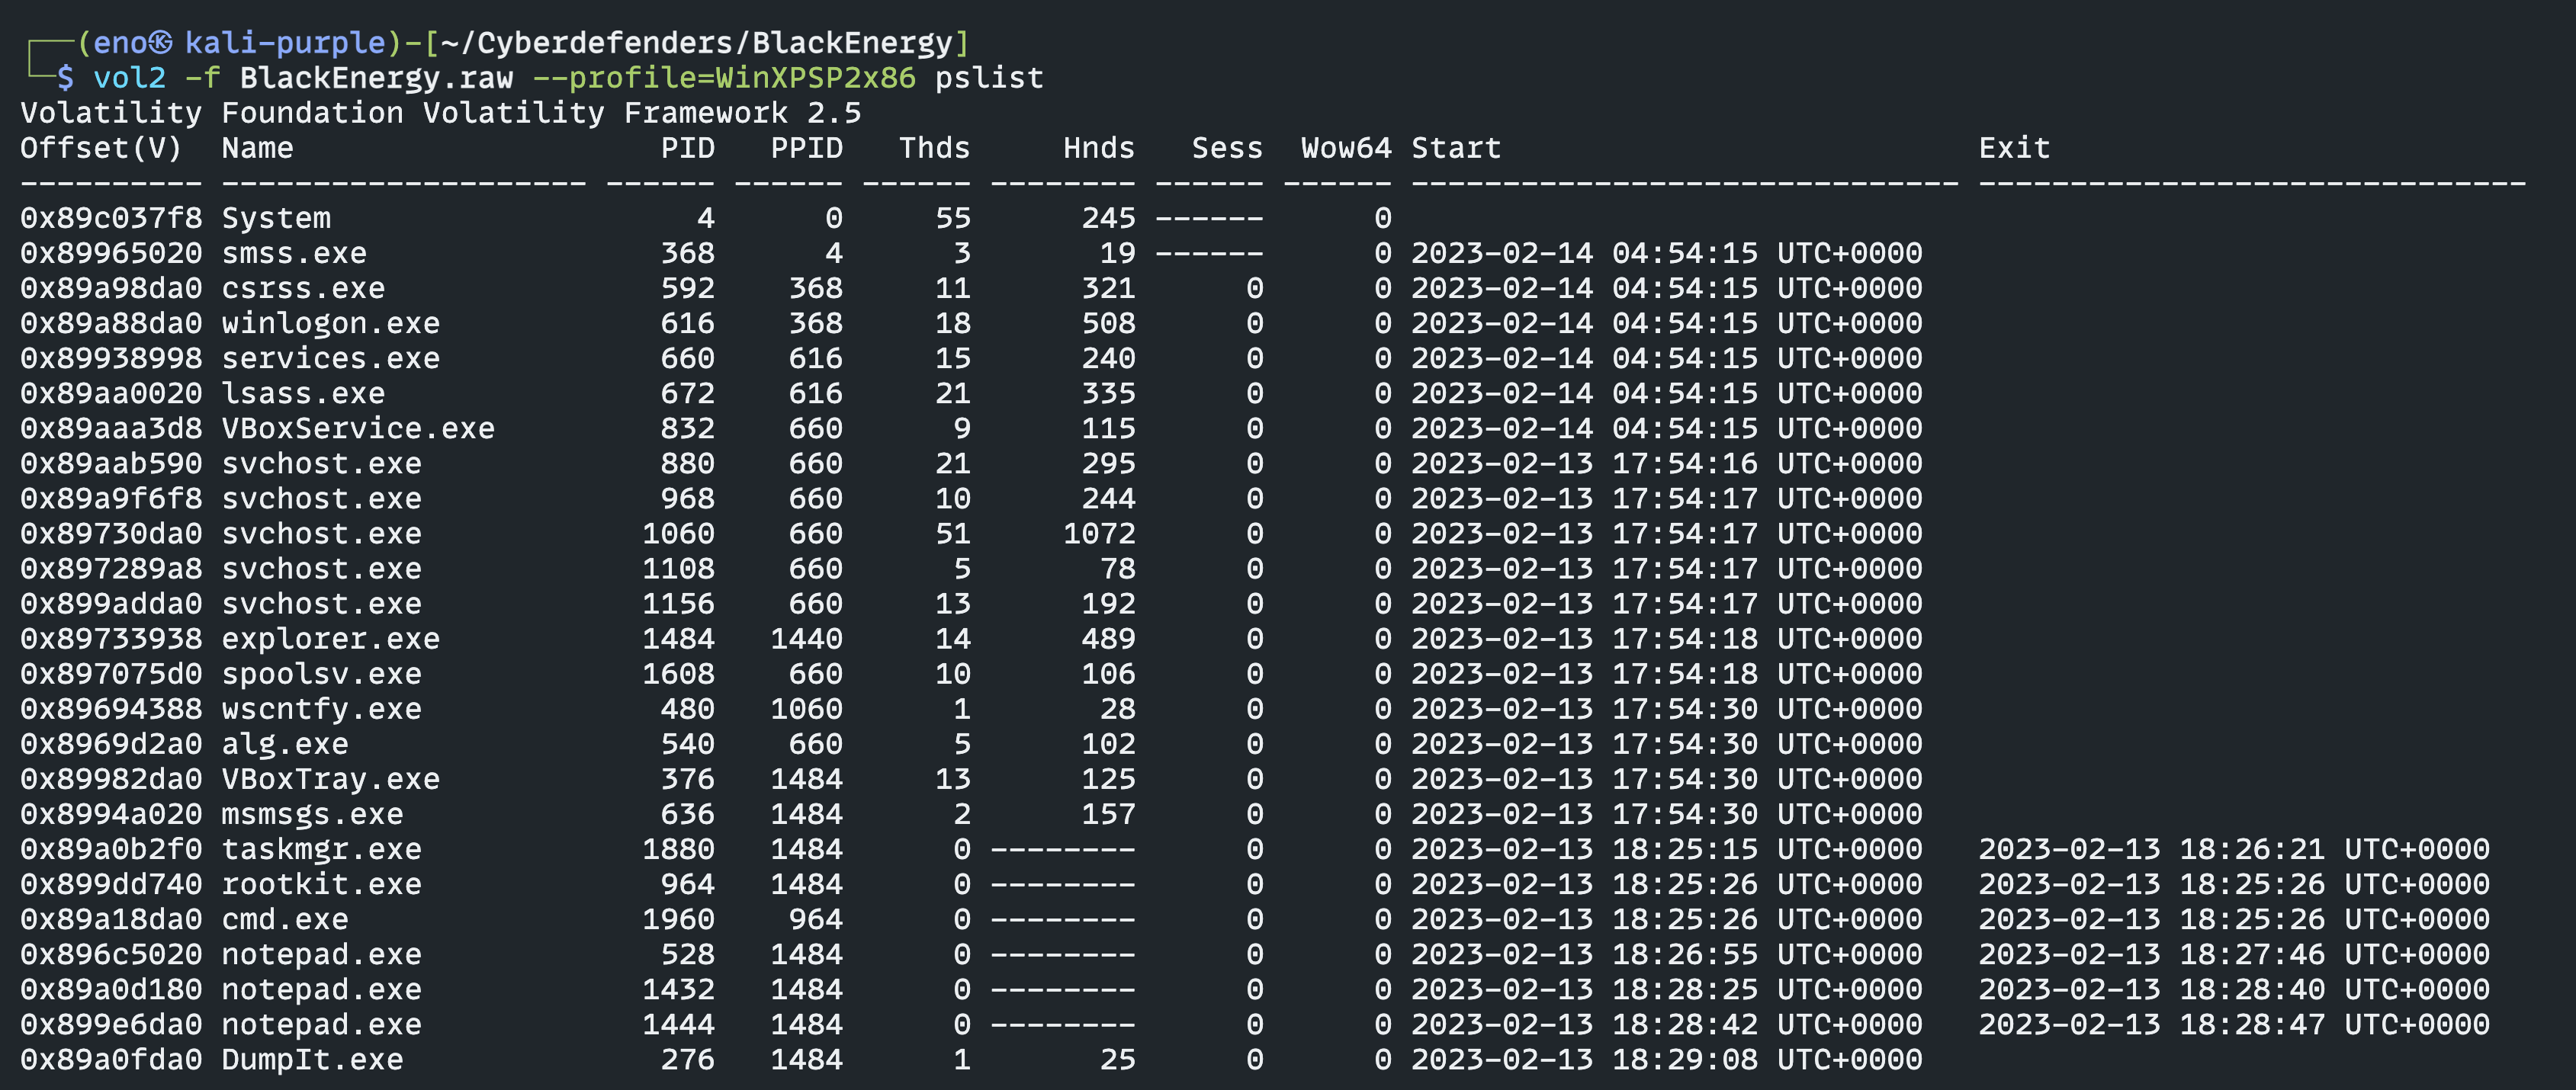 ┌──(eno㉿ kali-purple)-[~/Cyberdefenders/BlackEnergy]
└─$ vol2 -f BlackEnergy.raw --profile=WinXPSP2x86 pslist
Volatility Foundation Volatility Framework 2.5
Offset(V)  Name                    PID   PPID   Thds     Hnds   Sess  Wow64 Start                          Exit
---------- -------------------- ------ ------ ------ -------- ------ ------ ------------------------------ ------------------------------
0x89c037f8 System                    4      0     55      245 ------      0
0x89965020 smss.exe                368      4      3       19 ------      0 2023-02-14 04:54:15 UTC+0000
0x89a98da0 csrss.exe               592    368     11      321      0      0 2023-02-14 04:54:15 UTC+0000
0x89a88da0 winlogon.exe            616    368     18      508      0      0 2023-02-14 04:54:15 UTC+0000
0x89938998 services.exe            660    616     15      240      0      0 2023-02-14 04:54:15 UTC+0000
0x89aa0020 lsass.exe               672    616     21      335      0      0 2023-02-14 04:54:15 UTC+0000
0x89aaa3d8 VBoxService.exe         832    660      9      115      0      0 2023-02-14 04:54:15 UTC+0000
0x89aab590 svchost.exe             880    660     21      295      0      0 2023-02-13 17:54:16 UTC+0000
0x89a9f6f8 svchost.exe             968    660     10      244      0      0 2023-02-13 17:54:17 UTC+0000
0x89730da0 svchost.exe            1060    660     51     1072      0      0 2023-02-13 17:54:17 UTC+0000
0x897289a8 svchost.exe            1108    660      5       78      0      0 2023-02-13 17:54:17 UTC+0000
0x899adda0 svchost.exe            1156    660     13      192      0      0 2023-02-13 17:54:17 UTC+0000
0x89733938 explorer.exe           1484   1440     14      489      0      0 2023-02-13 17:54:18 UTC+0000
0x897075d0 spoolsv.exe            1608    660     10      106      0      0 2023-02-13 17:54:18 UTC+0000
0x89694388 wscntfy.exe             480   1060      1       28      0      0 2023-02-13 17:54:30 UTC+0000
0x8969d2a0 alg.exe                 540    660      5      102      0      0 2023-02-13 17:54:30 UTC+0000
0x89982da0 VBoxTray.exe            376   1484     13      125      0      0 2023-02-13 17:54:30 UTC+0000
0x8994a020 msmsgs.exe              636   1484      2      157      0      0 2023-02-13 17:54:30 UTC+0000
0x89a0b2f0 taskmgr.exe            1880   1484      0 --------      0      0 2023-02-13 18:25:15 UTC+0000   2023-02-13 18:26:21 UTC+0000
0x899dd740 rootkit.exe             964   1484      0 --------      0      0 2023-02-13 18:25:26 UTC+0000   2023-02-13 18:25:26 UTC+0000
0x89a18da0 cmd.exe                1960    964      0 --------      0      0 2023-02-13 18:25:26 UTC+0000   2023-02-13 18:25:26 UTC+0000
0x896c5020 notepad.exe             528   1484      0 --------      0      0 2023-02-13 18:26:55 UTC+0000   2023-02-13 18:27:46 UTC+0000
0x89a0d180 notepad.exe            1432   1484      0 --------      0      0 2023-02-13 18:28:25 UTC+0000   2023-02-13 18:28:40 UTC+0000
0x899e6da0 notepad.exe            1444   1484      0 --------      0      0 2023-02-13 18:28:42 UTC+0000   2023-02-13 18:28:47 UTC+0000
0x89a0fda0 DumpIt.exe              276   1484      1       25      0      0 2023-02-13 18:29:08 UTC+0000